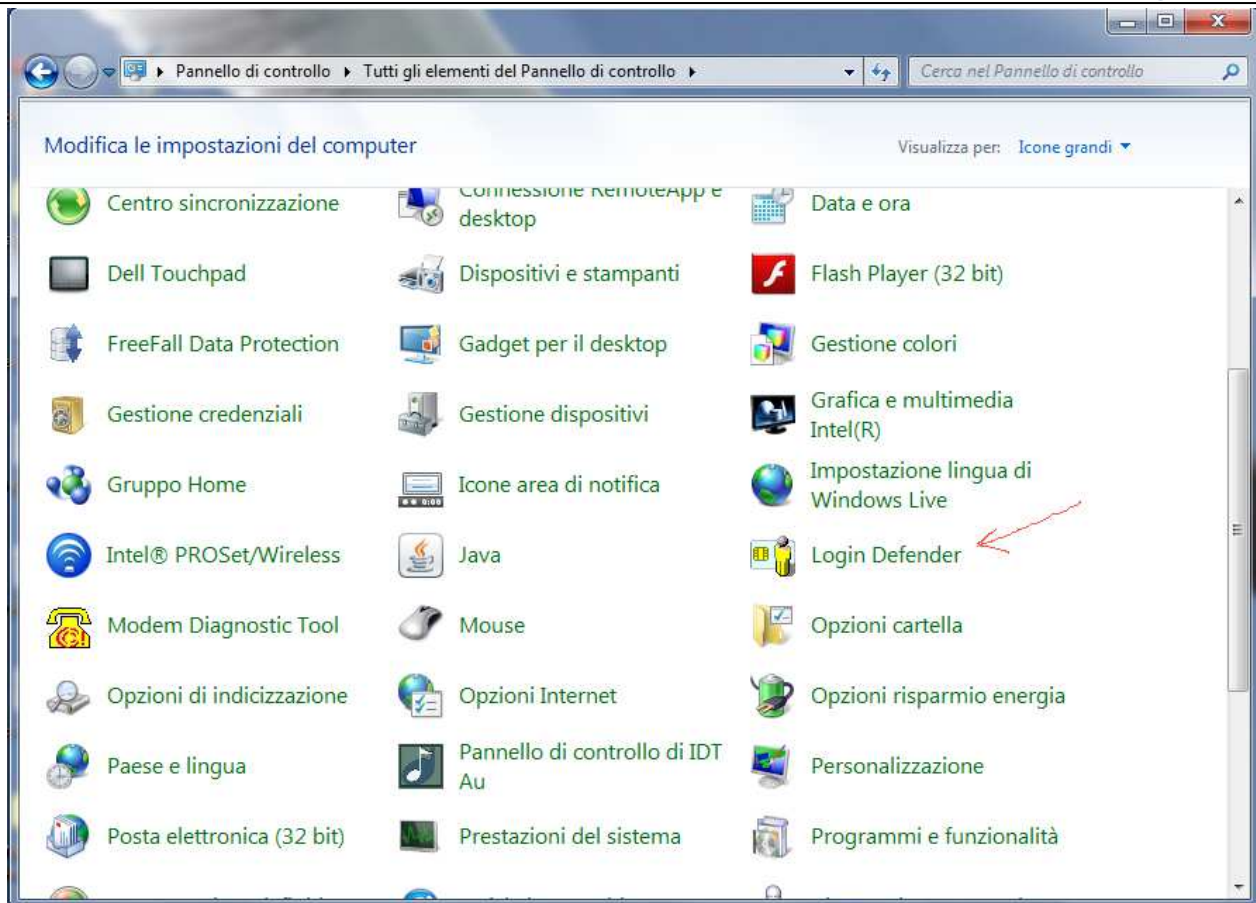 Pannello di controllo
Tutti gli elementi del Pannello di controllo
Cerca nel Pannello di controllo
Modifica le impostazioni del computer
Visualizza per: Icone grandi
Centro sincronizzazione
Connessione RemoteApp e
desktop
Data e ora
Dell Touchpad
Dispositivi e stampanti
Flash Player (32 bit)
FreeFall Data Protection
Gadget per il desktop
Gestione colori
Gestione credenziali
Gestione dispositivi
Grafica e multimedia
Intel(R)
Gruppo Home
Icone area di notifica
Impostazione lingua di
Windows Live
Intel® PROSet/Wireless
Java
Login Defender
Modem Diagnostic Tool
Mouse
Opzioni cartella
Opzioni di indicizzazione
Opzioni Internet
Opzioni risparmio energia
Paese e lingua
Pannello di controllo di IDT
Au
Personalizzazione
Posta elettronica (32 bit)
Prestazioni del sistema
Programmi e funzionalità